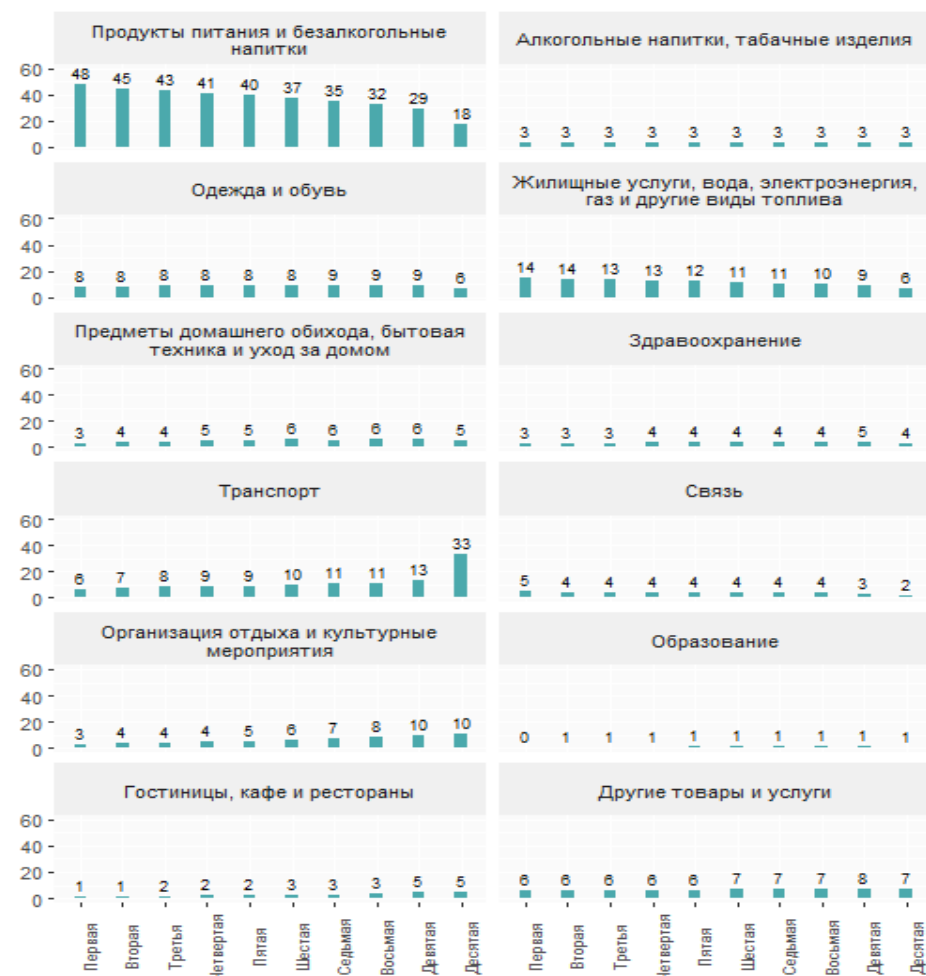 Продукты питания и безалкогольные
напитки
Алкогольные напитки, табачные изделия
60
40
20
0
48 45 43 41 40 37 35 32 29 18
3 3 3 3 3 3 3 3 3 3
Одежда и обувь
Жилищные услуги, вода, электроэнергия,
газ и другие виды топлива
60
40
20
0
8 8 8 8 8 8 9 9 9 6
14 14 13 13 12 11 11 10 9 6
Предметы домашнего обихода, бытовая
техника и уход за домом
Здравоохранение
60
40
20
0
3 4 4 5 5 6 6 6 6 5
3 3 3 4 4 4 4 4 5 4
Транспорт
Связь
60
40
20
0
6 7 8 9 9 10 11 11 13 33
5 4 4 4 4 4 4 4 3 2
Организация отдыха и культурные
мероприятия
Образование
60
40
20
0
3 4 4 4 5 6 7 8 10 10
0 1 1 1 1 1 1 1 1 1
Гостиницы, кафе и рестораны
Другие товары и услуги
60
40
20
0
1 1 2 2 2 3 3 3 5 5
6 6 6 6 6 7 7 7 8 7
Первая
Вторая
Третья
Четвертая
Пятая
Шестая
Седьмая
Восьмая
Девятая
Десятая
Первая
Вторая
Третья
Четвертая
Пятая
Шестая
Седьмая
Восьмая
Девятая
Десятая